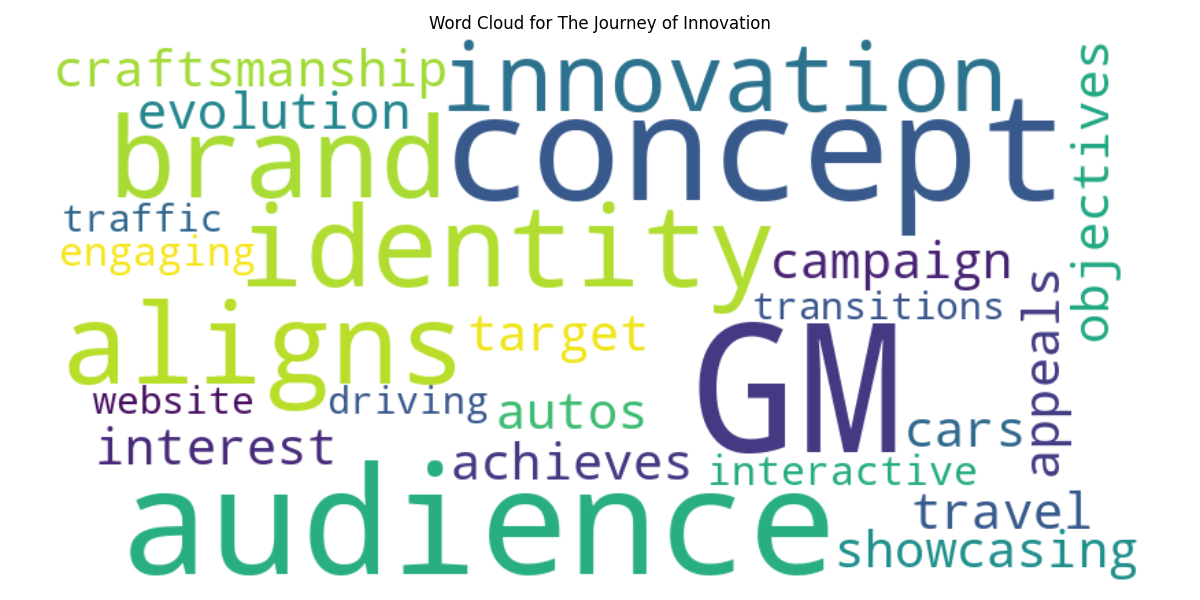 Word Cloud for The Journey of Innovation
craftsmanship
innovation
objectives
evolution
brand
concept
traffic
identity
engaging
campaign
transitions
appeals
aligns
target
GM
website
driving
autos
cars
interest
achieves
interactive
audience
travel
showcasing